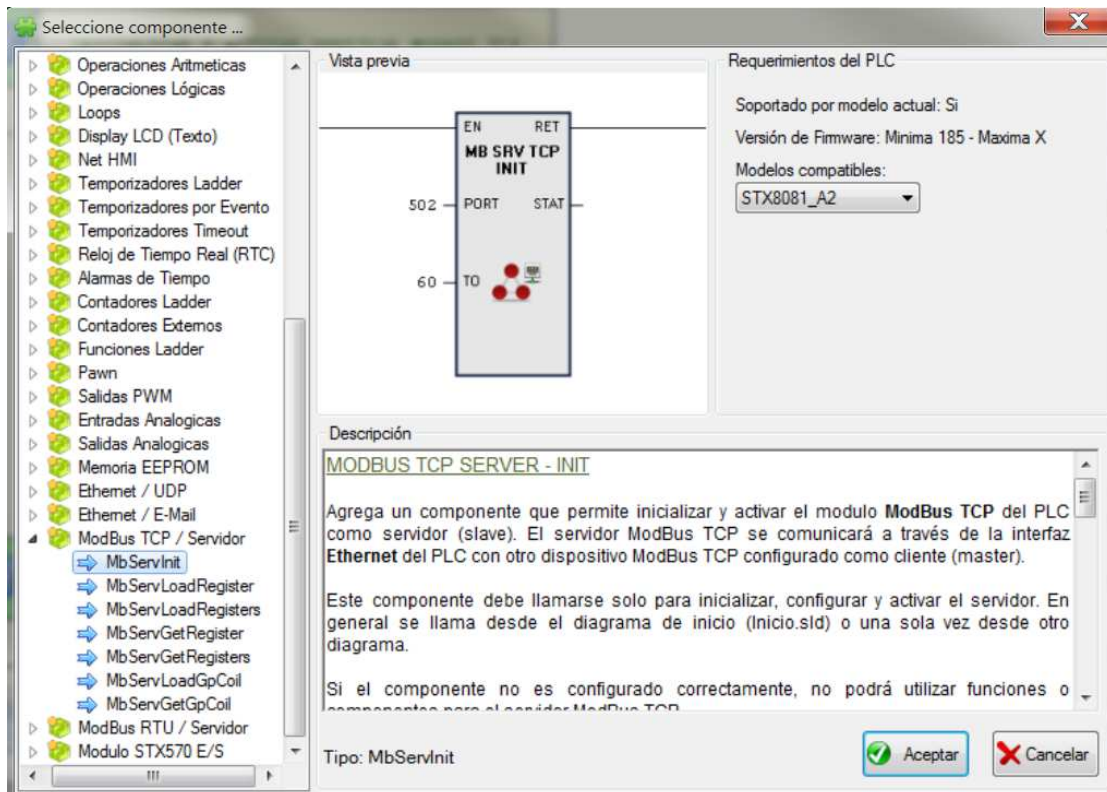 Seleccione componente ...
Operaciones Aritmeticas
Operaciones Lógicas
Loops
Display LCD (Texto)
Net HMI
Temporizadores Ladder
Temporizadores por Evento
Temporizadores Timeout
Reloj de Tiempo Real (RTC)
Alarmas de Tiempo
Contadores Ladder
Contadores Externos
Funciones Ladder
Pawn
Salidas PWM
Entradas Analogicas
Salidas Analogicas
Memoria EEPROM
Ethernet / UDP
Ethernet / E-Mail
ModBus TCP / Servidor
MbServInit
MbServLoadRegister
MbServLoadRegisters
MbServGetRegister
MbServGetRegisters
MbServLoadGpCoil
MbServGetGpCoil
ModBus RTU / Servidor
Modulo STX570 E/S
Vista previa
EN RET
MB SRV TCP
INIT
502 PORT STAT
60 TO
Requerimientos del PLC
Soportado por modelo actual: Si
Versión de Firmware: Minima 185 - Maxima X
Modelos compatibles:
STX8081_A2
Descripción
MODBUS TCP SERVER - INIT
Agrega un componente que permite inicializar y activar el modulo ModBus TCP del PLC
como servidor (slave). El servidor ModBus TCP se comunicará a través de la interfaz
Ethernet del PLC con otro dispositivo ModBus TCP configurado como cliente (master).
Este componente debe llamarse solo para inicializar, configurar y activar el servidor. En
general se llama desde el diagrama de inicio (Inicio.sld) o una sola vez desde otro
diagrama.
Si el componente no es configurado correctamente, no podrá utilizar funciones o
componentes para el servidor ModBus TCP.
Tipo: MbServInit
Aceptar
Cancelar